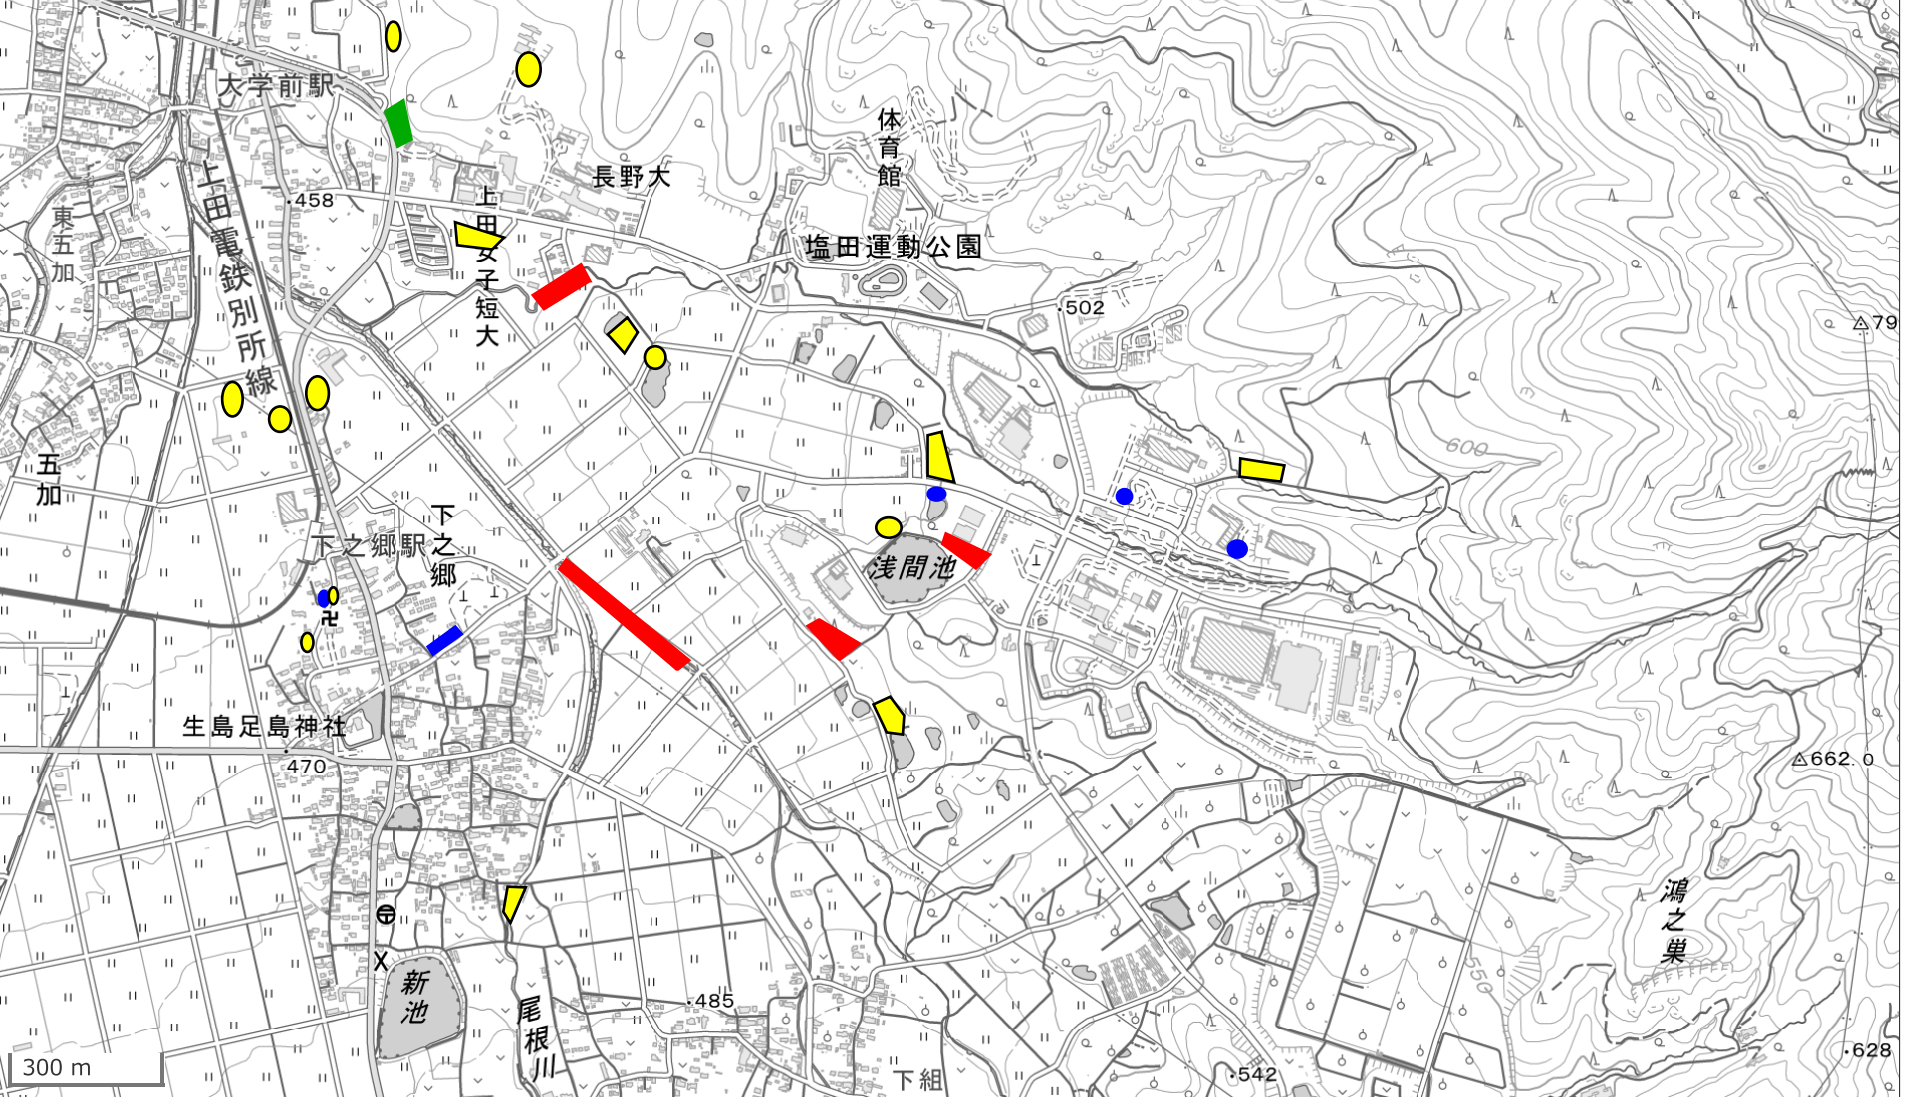 大学前駅
体育館
長野大
上田女子短大
458
東五加
上田電鉄別所線
塩田運動公園
502
79
600
五加
下之郷
下之郷駅
浅間池
卍
生島足島神社
470
662.0
鴻之巣
550
新池
尾根川
485
300 m
下組
542
628